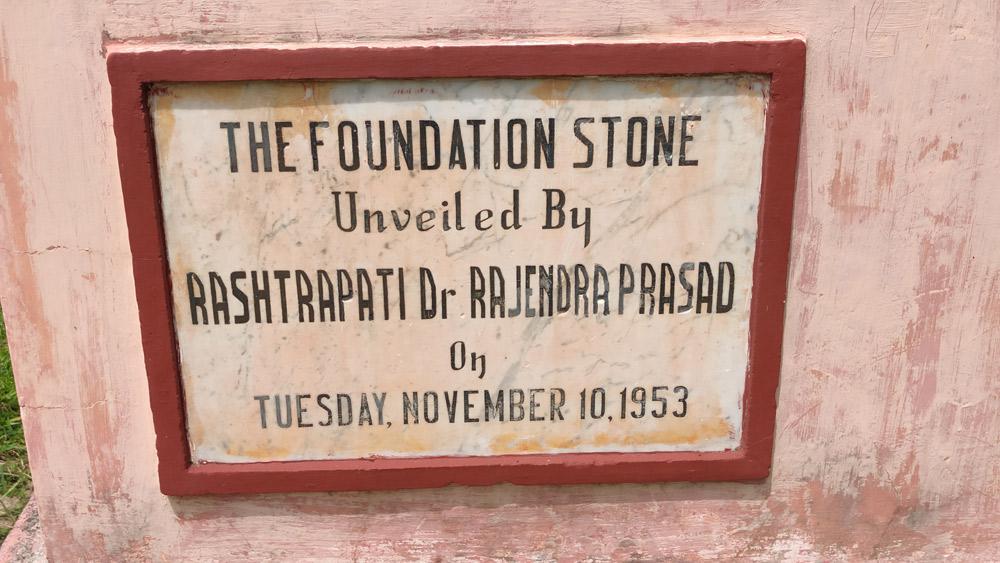 THE FOUNDATION STONE
Unveiled By
RASHTRAPATI Dr. RAJENDRA PRASAD
On
TUESDAY, NOVEMBER 10, 1953